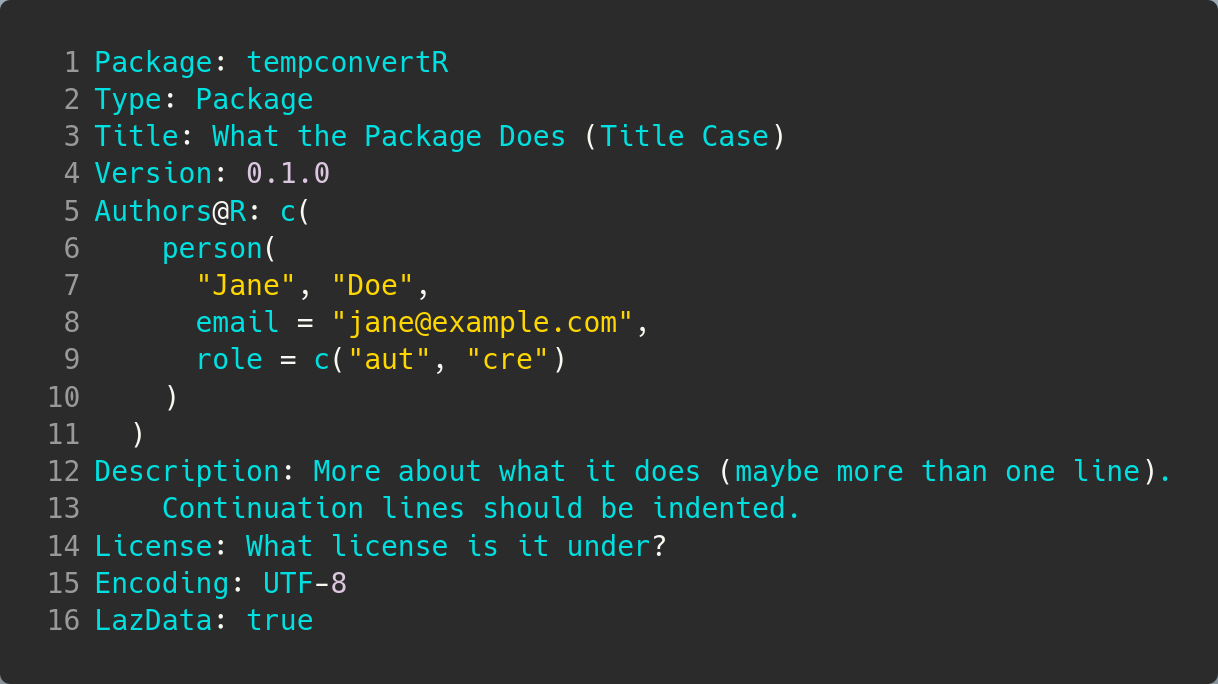 1 Package: tempconvertR
2 Type: Package
3 Title: What the Package Does (Title Case)
4 Version: 0.1.0
5 Authors@R: c(
6     person(
7       "Jane", "Doe",
8       email = "jane@example.com",
9       role = c("aut", "cre")
10     )
11   )
12 Description: More about what it does (maybe more than one line).
13     Continuation lines should be indented.
14 License: What license is it under?
15 Encoding: UTF-8
16 LazData: true